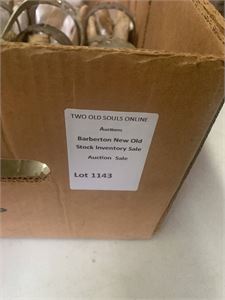 TWO OLD SOULS ONLINE
Auctions
Barberton New Old
Stock Inventory Sale
Auction Sale
Lot 1143